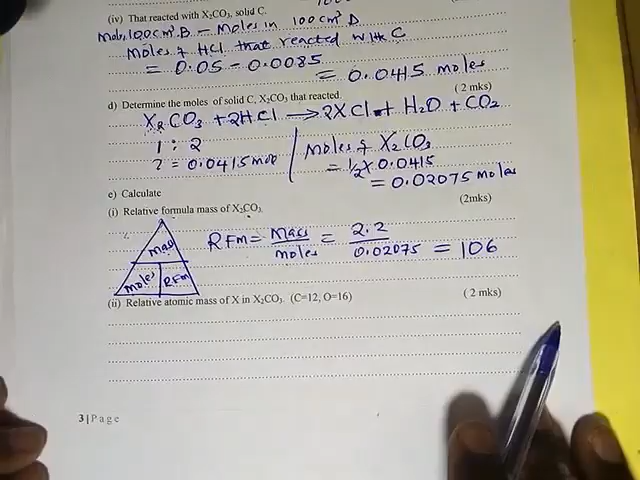 (iv) That reacted with X₂CO₃, solid C.
Mols 100cm³ B – Moles in 100cm³ D
Moles of HCl that reacted with C
= 0.05 – 0.0085
= 0.0415 moles
(2 mks)
d) Determine the moles of solid C, X₂CO₃ that reacted.
X₂CO₃ + 2HCl → 2XCl + H₂O + CO₂
1 : 2
? = 0.0415 mol
Moles of X₂CO₃
= 1/2 x 0.0415
= 0.02075 moles
e) Calculate
(i) Relative formula mass of X₂CO₃. (2mks)
mass
moles RFM
RFM = mass/moles = 2.2/0.02075 = 106
(ii) Relative atomic mass of X in X₂CO₃. (C=12, O=16) (2 mks)
3|Page